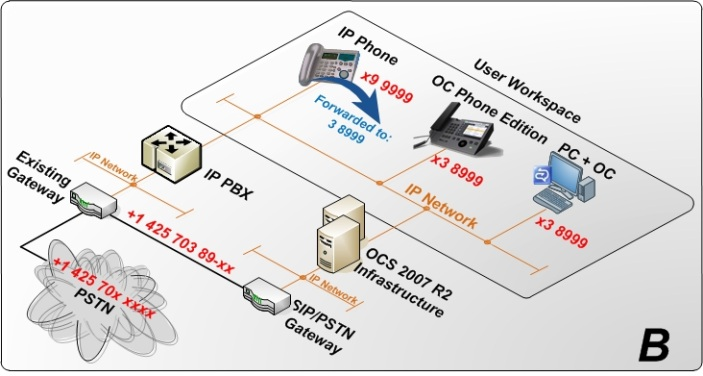 IP Phone
x9 9999
User Workspace
Forwarded to:
3 8999
OC Phone Edition
x3 8999
PC + OC
x3 8999
IP Network
IP PBX
IP Network
Existing
Gateway
+1 425 703 89-xx
+1 425 70x xxxx
PSTN
OCS 2007 R2
Infrastructure
IP Network
SIP/PSTN
Gateway
B